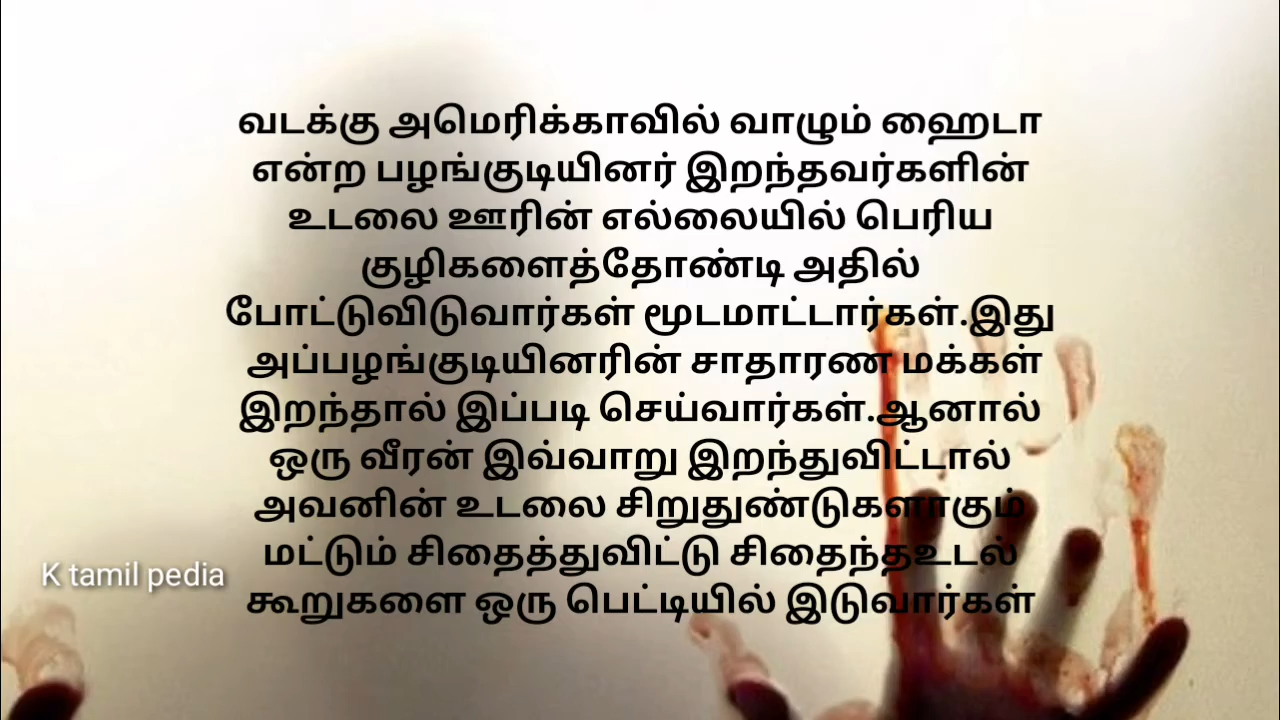 வடக்கு அமெரிக்காவில் வாழும் ஹைடா
என்ற பழங்குடியினர் இறந்தவர்களின்
உடலை ஊரின் எல்லையில் பெரிய
குழிகளைத்தோண்டி அதில்
போட்டுவிடுவார்கள் மூடமாட்டார்கள்.இது
அப்பழங்குடியினரின் சாதாரண மக்கள்
இறந்தால் இப்படி செய்வார்கள்.ஆனால்
ஒரு வீரன் இவ்வாறு இறந்துவிட்டால்
அவனின் உடலை சிறுதுண்டுகளாகும்
மட்டும் சிதைத்துவிட்டு சிதைந்தஉடல்
கூறுகளை ஒரு பெட்டியில் இடுவார்கள்
K tamil pedia